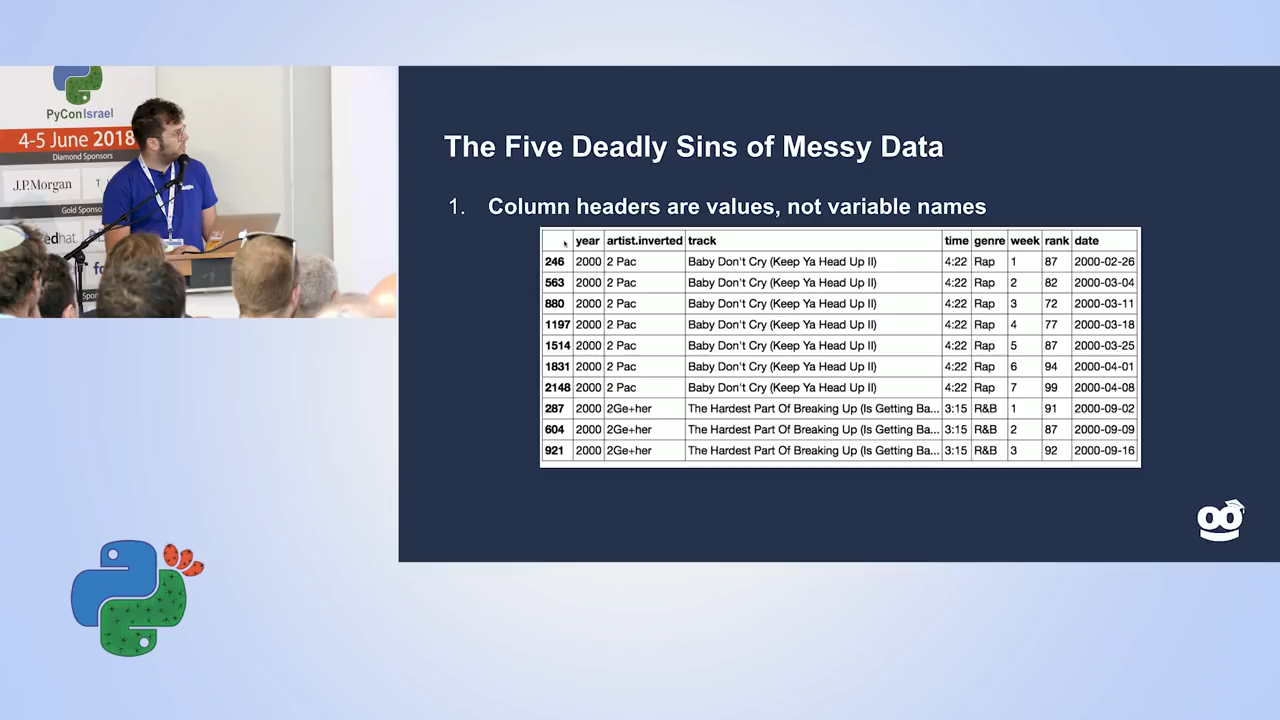 PyConIsrael
4-5 June 2018
Diamond Sponsors
J.P.Morgan
The Five Deadly Sins of Messy Data
1. Column headers are values, not variable names
year artist.inverted track time genre week rank date
246 2000 2 Pac Baby Don't Cry (Keep Ya Head Up II) 4:22 Rap 1 87 2000-02-26
563 2000 2 Pac Baby Don't Cry (Keep Ya Head Up II) 4:22 Rap 2 82 2000-03-04
880 2000 2 Pac Baby Don't Cry (Keep Ya Head Up II) 4:22 Rap 3 72 2000-03-11
1197 2000 2 Pac Baby Don't Cry (Keep Ya Head Up II) 4:22 Rap 4 77 2000-03-18
1514 2000 2 Pac Baby Don't Cry (Keep Ya Head Up II) 4:22 Rap 5 87 2000-03-25
1831 2000 2 Pac Baby Don't Cry (Keep Ya Head Up II) 4:22 Rap 6 94 2000-04-01
2148 2000 2 Pac Baby Don't Cry (Keep Ya Head Up II) 4:22 Rap 7 99 2000-04-08
287 2000 2Ge+her The Hardest Part Of Breaking Up (Is Getting Ba... 3:15 R&B 1 91 2000-09-02
604 2000 2Ge+her The Hardest Part Of Breaking Up (Is Getting Ba... 3:15 R&B 2 87 2000-09-09
921 2000 2Ge+her The Hardest Part Of Breaking Up (Is Getting Ba... 3:15 R&B 3 92 2000-09-16